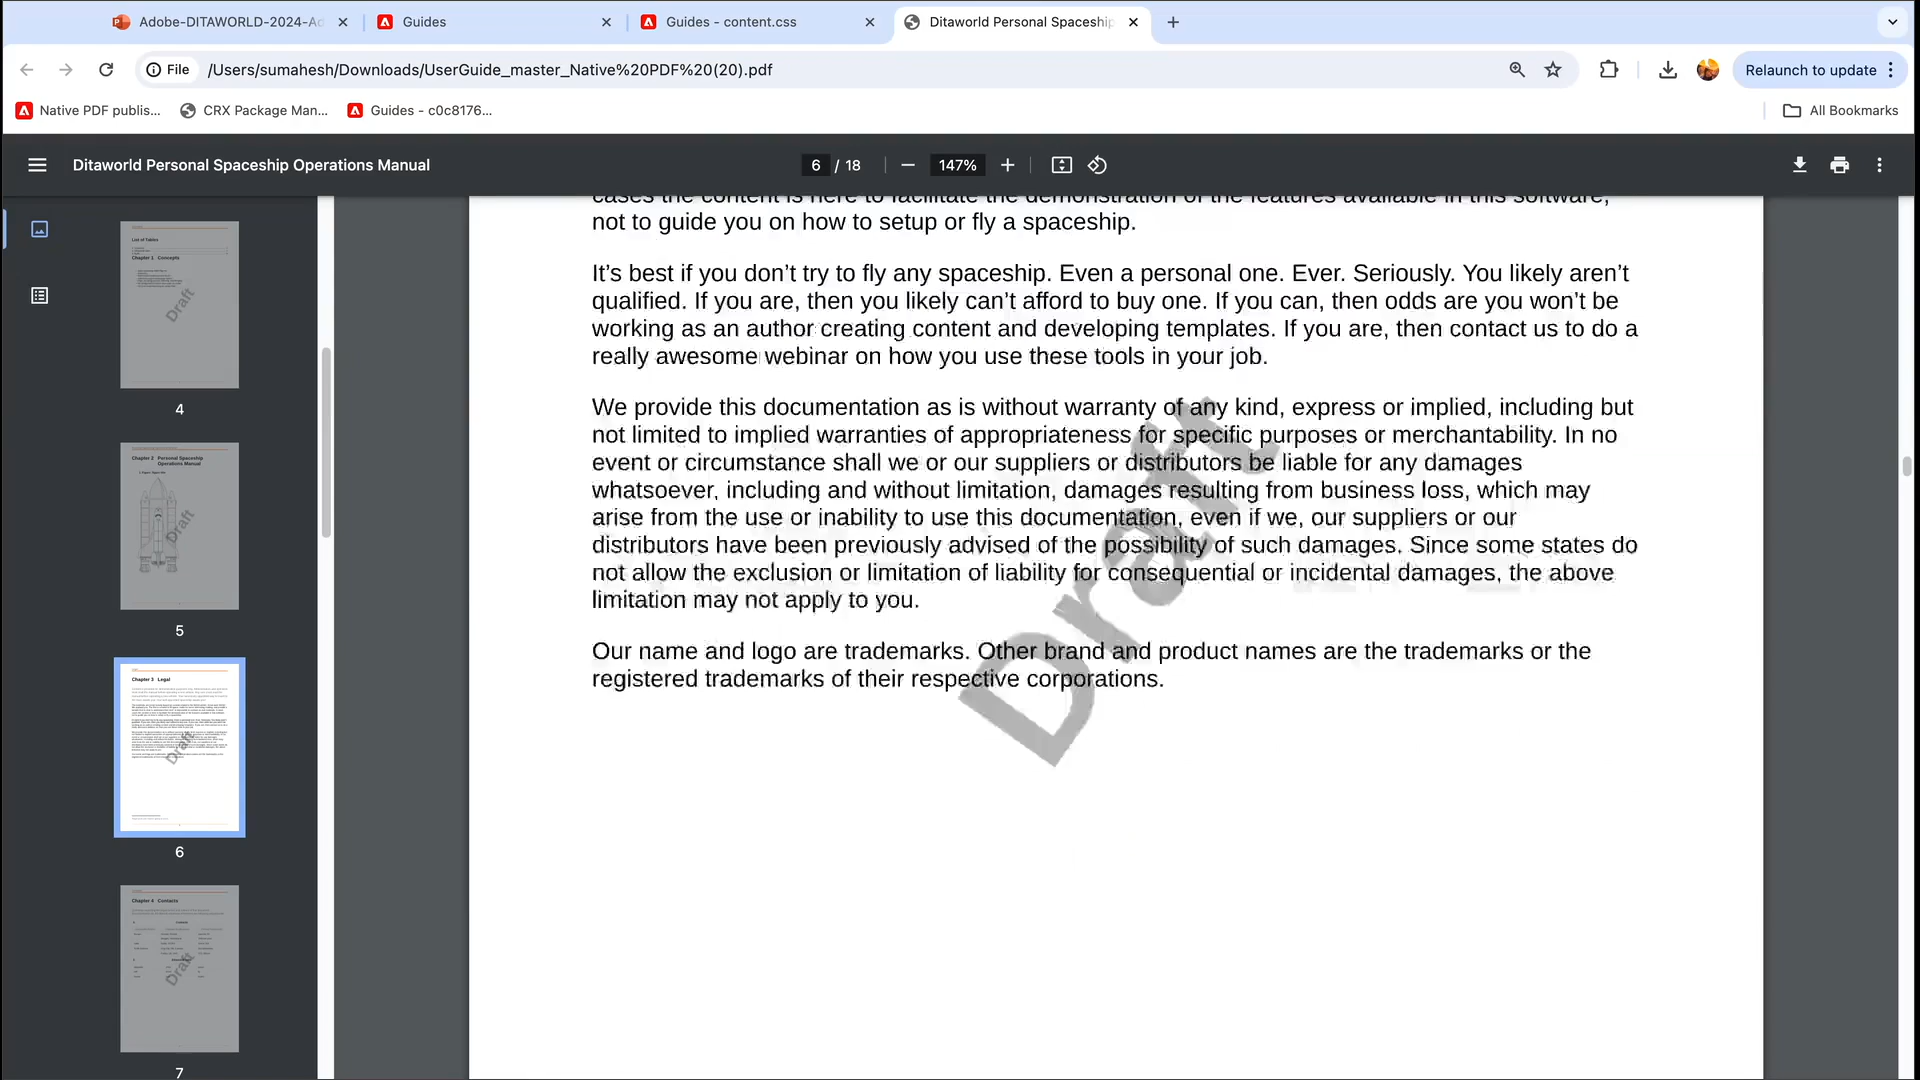 Adobe-DITAWORLD-2024-Ad
Guides
Guides - content.css
Ditaworld Personal Spaceship
File
/Users/sumahesh/Downloads/UserGuide_master_Native%20PDF%20(20).pdf
Relaunch to update
Native PDF publis...
CRX Package Man...
Guides - c0c8176...
All Bookmarks
Ditaworld Personal Spaceship Operations Manual
6 / 18
147%
cases the content is here to facilitate the demonstration of the features available in this software,
not to guide you on how to setup or fly a spaceship.
It’s best if you don’t try to fly any spaceship. Even a personal one. Ever. Seriously. You likely aren’t
qualified. If you are, then you likely can’t afford to buy one. If you can, then odds are you won’t be
working as an author creating content and developing templates. If you are, then contact us to do a
really awesome webinar on how you use these tools in your job.
We provide this documentation as is without warranty of any kind, express or implied, including but
not limited to implied warranties of appropriateness for specific purposes or merchantability. In no
event or circumstance shall we or our suppliers or distributors be liable for any damages
whatsoever, including and without limitation, damages resulting from business loss, which may
arise from the use or inability to use this documentation, even if we, our suppliers or our
distributors have been previously advised of the possibility of such damages. Since some states do
not allow the exclusion or limitation of liability for consequential or incidental damages, the above
limitation may not apply to you.
Our name and logo are trademarks. Other brand and product names are the trademarks or the
registered trademarks of their respective corporations.
Draft
List of Tables
Chapter 1. Concepts
Draft
4
Chapter 2 Personal Spaceship
Operations Manual
Draft
5
Chapter 3 Legal
Draft
6
Chapter 4 Contacts
Draft
7